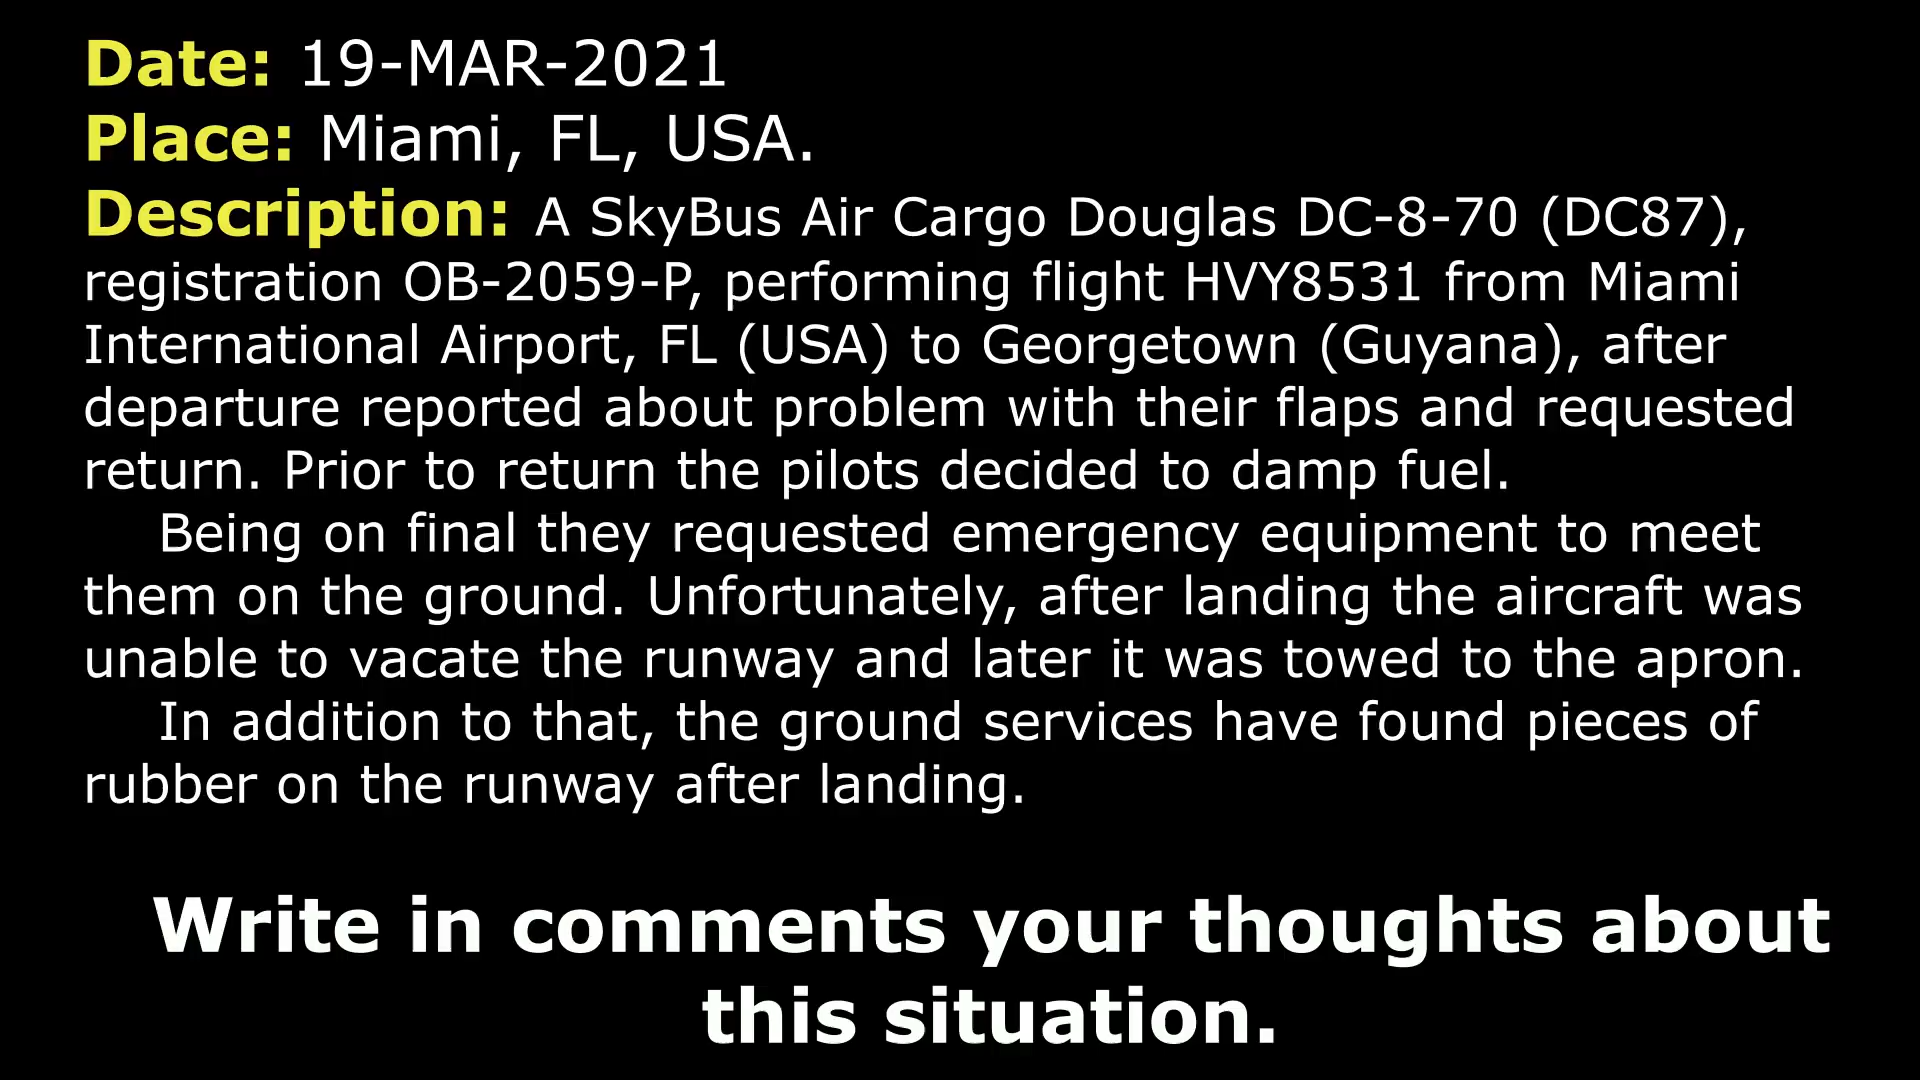 Date: 19-MAR-2021
Place: Miami, FL, USA.
Description: A SkyBus Air Cargo Douglas DC-8-70 (DC87),
registration OB-2059-P, performing flight HVY8531 from Miami
International Airport, FL (USA) to Georgetown (Guyana), after
departure reported about problem with their flaps and requested
return. Prior to return the pilots decided to damp fuel.
Being on final they requested emergency equipment to meet
them on the ground. Unfortunately, after landing the aircraft was
unable to vacate the runway and later it was towed to the apron.
In addition to that, the ground services have found pieces of
rubber on the runway after landing.
Write in comments your thoughts about
this situation.